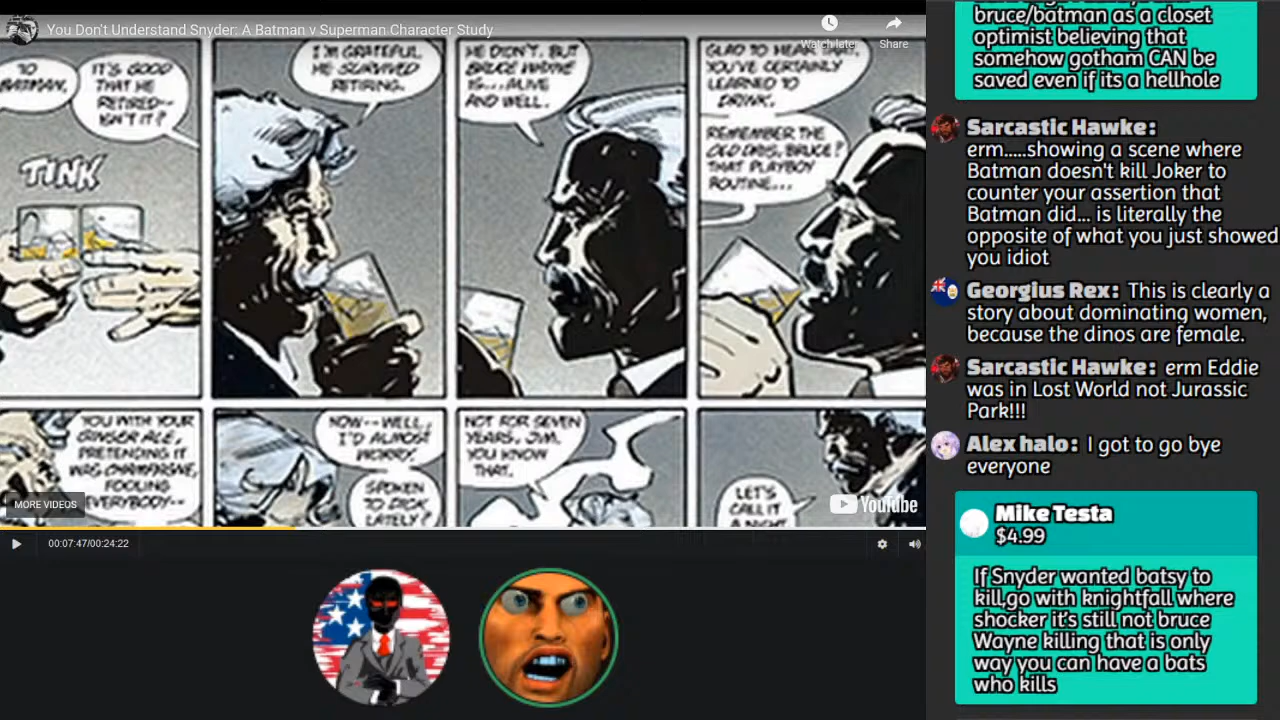 You Don't Understand Snyder: A Batman v Superman Character Study
Watch later
Share
TO
BATMAN.
IT'S GOOD
THAT HE
RETIRED--
ISN'T IT?
TINK
I'M GRATEFUL
HE SURVIVED
RETIRING.
HE DIDN'T. BUT
BRUCE WAYNE
IS...ALIVE
AND WELL.
GLAD TO HEAR
YOU'VE CERTAINLY
LEARNED TO
DRINK.
REMEMBER THE
OLD DAYS, BRUCE?
THAT PLAYBOY
ROUTINE...
YOU WITH YOUR
GINGER ALE,
PRETENDING IT
WAS CHAMPAGNE,
FOOLING
EVERYBODY--
NOW--WELL,
I'D ALMOST
WORRY.
SPOKEN
TO DICK
LATELY?
NOT FOR SEVEN
YEARS, JIM.
YOU KNOW
THAT.
LET'S
CALL IT
A NIGHT
MORE VIDEOS
YouTube
00:07:47/00:24:22
bruce/batman as a closet
optimist believing that
somehow gotham CAN be
saved even if its a hellhole
Sarcastic Hawke:
erm.....showing a scene where
Batman doesn't kill Joker to
counter your assertion that
Batman did... is literally the
opposite of what you just showed
you idiot
Georgius Rex: This is clearly a
story about dominating women,
because the dinos are female.
Sarcastic Hawke: erm Eddie
was in Lost World not Jurassic
Park!!!
Alex halo: I got to go bye
everyone
Mike Testa
$4.99
If Snyder wanted batsy to
kill,go with knightfall where
shocker it's still not bruce
Wayne killing that is only
way you can have a bats
who kills